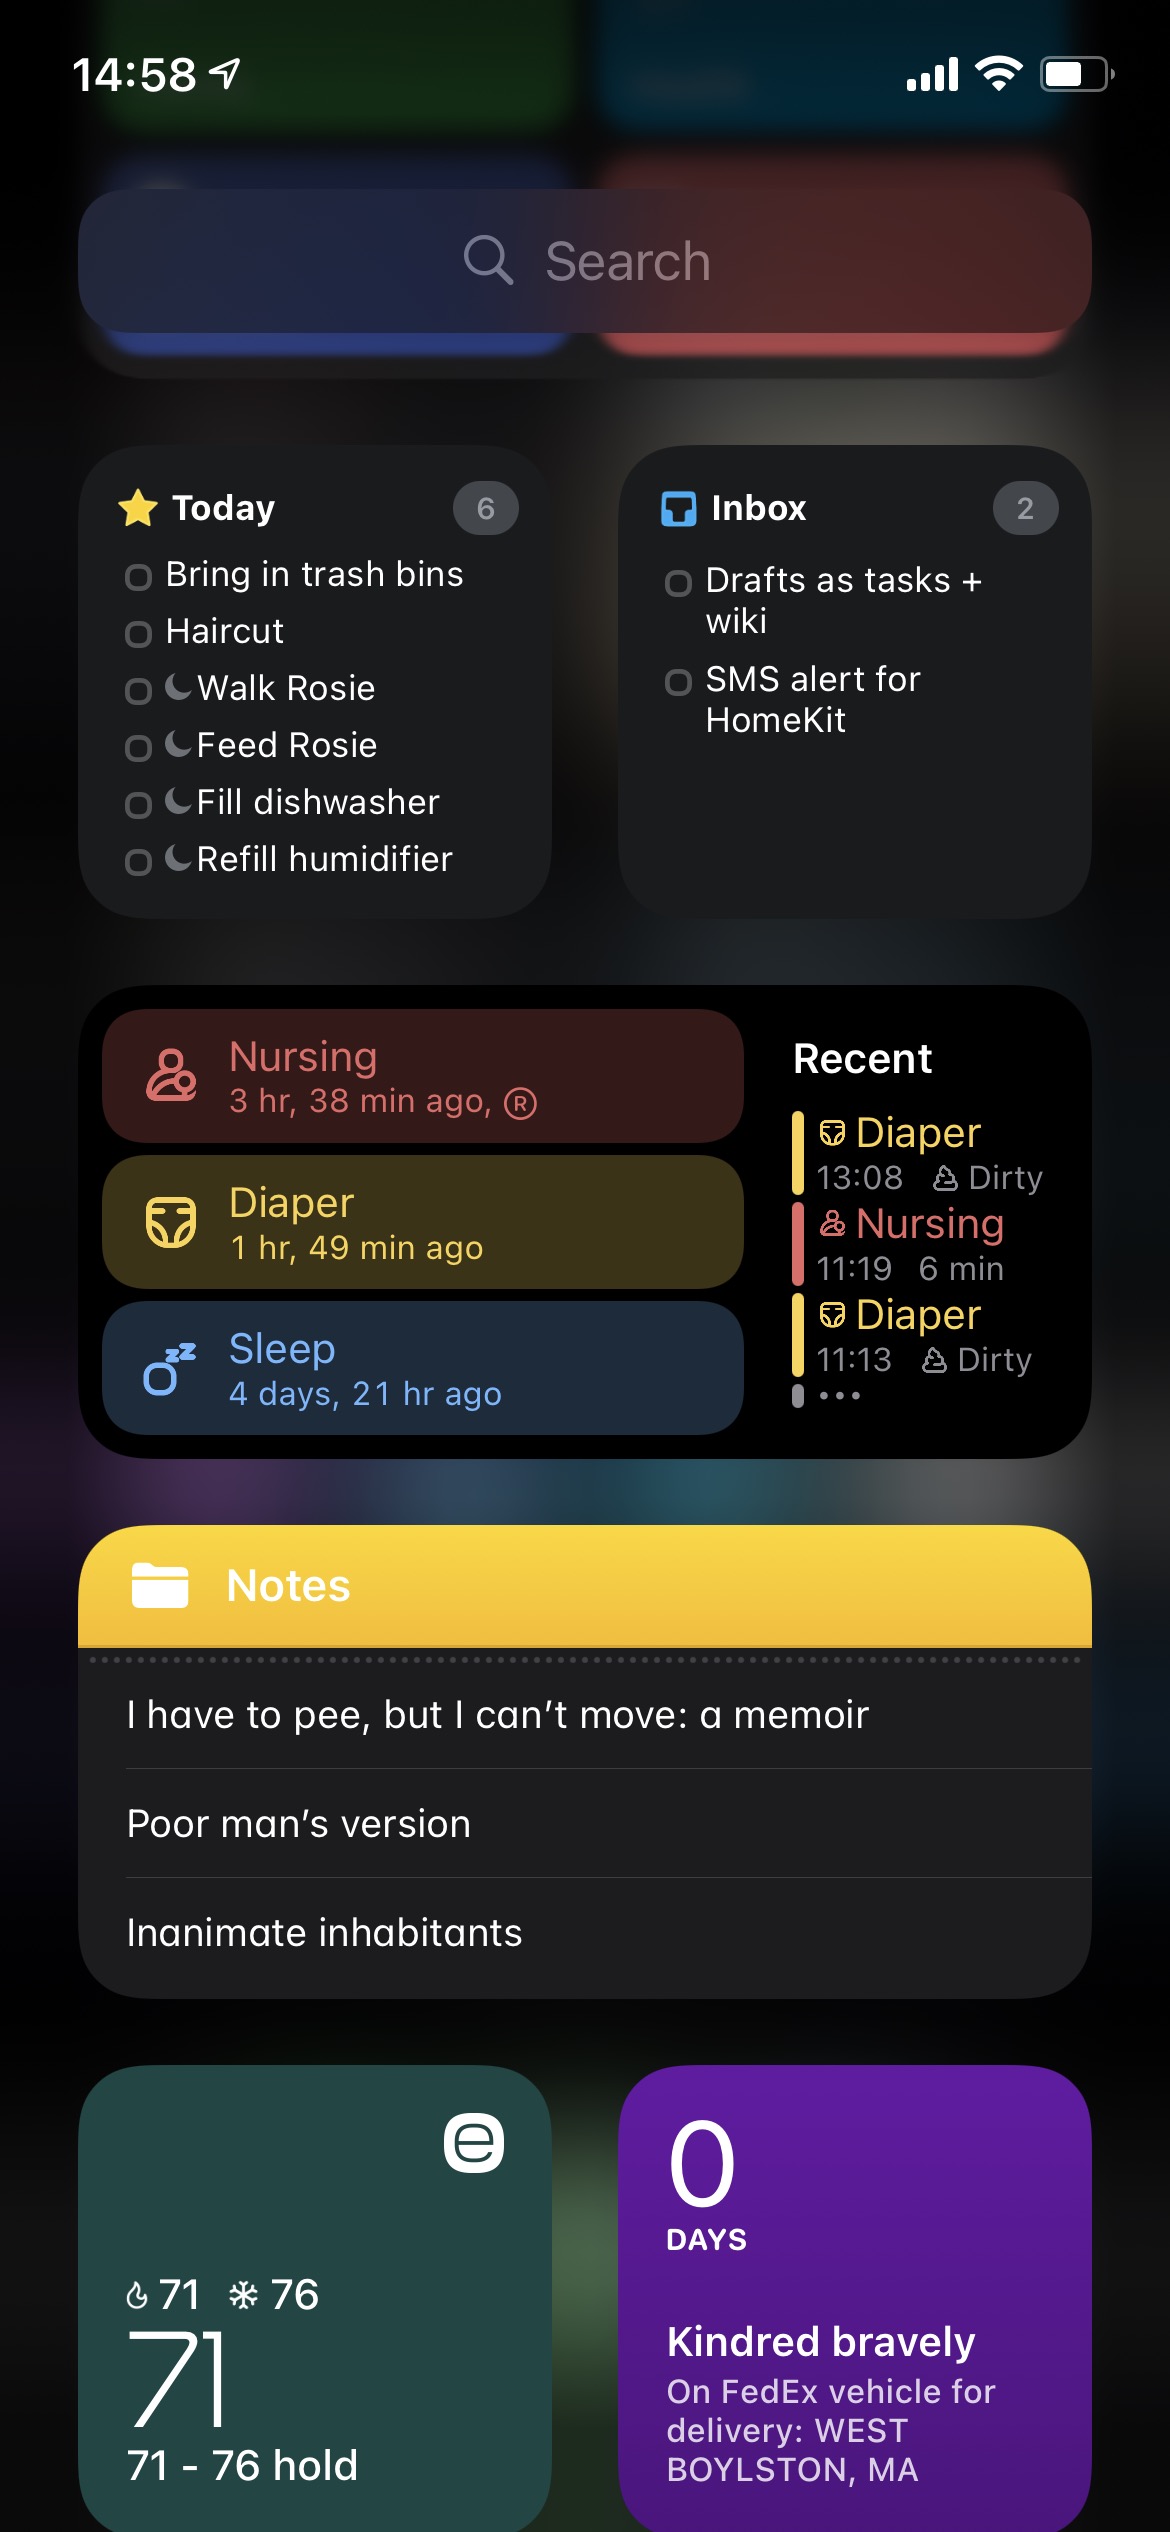 14:58
Search
Today 6
Bring in trash bins
Haircut
Walk Rosie
Feed Rosie
Fill dishwasher
Refill humidifier
Inbox 2
Drafts as tasks +
wiki
SMS alert for
HomeKit
Nursing
3 hr, 38 min ago, Ⓡ
Diaper
1 hr, 49 min ago
Sleep
4 days, 21 hr ago
Recent
Diaper
13:08 Dirty
Nursing
11:19 6 min
Diaper
11:13 Dirty
•••
Notes
I have to pee, but I can’t move: a memoir
Poor man’s version
Inanimate inhabitants
e
71 76
71
71 - 76 hold
0
DAYS
Kindred bravely
On FedEx vehicle for
delivery: WEST
BOYLSTON, MA